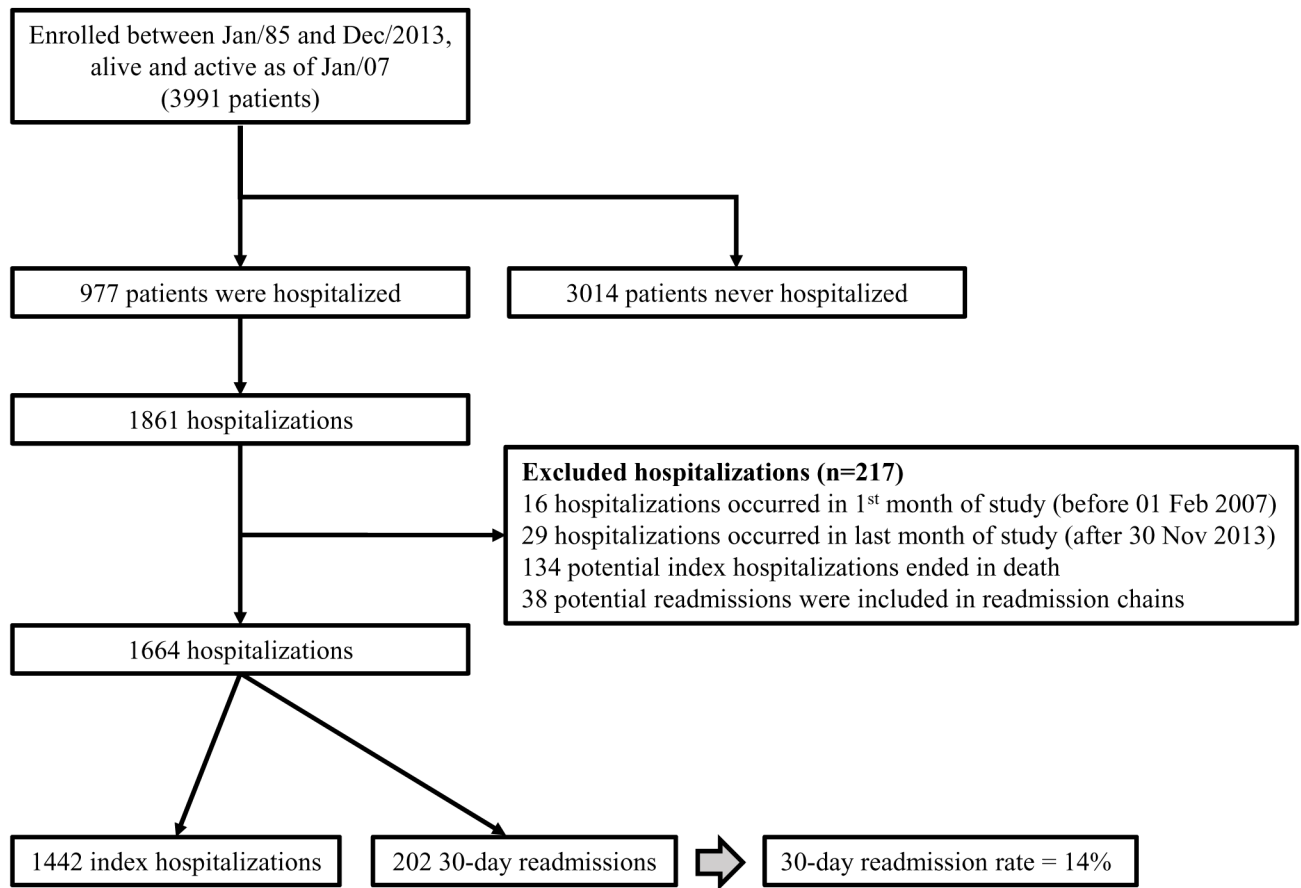 Enrolled between Jan/85 and Dec/2013,
alive and active as of Jan/07
(3991 patients)
977 patients were hospitalized
3014 patients never hospitalized
1861 hospitalizations
Excluded hospitalizations (n=217)
16 hospitalizations occurred in 1st month of study (before 01 Feb 2007)
29 hospitalizations occurred in last month of study (after 30 Nov 2013)
134 potential index hospitalizations ended in death
38 potential readmissions were included in readmission chains
1664 hospitalizations
1442 index hospitalizations
202 30-day readmissions
30-day readmission rate = 14%